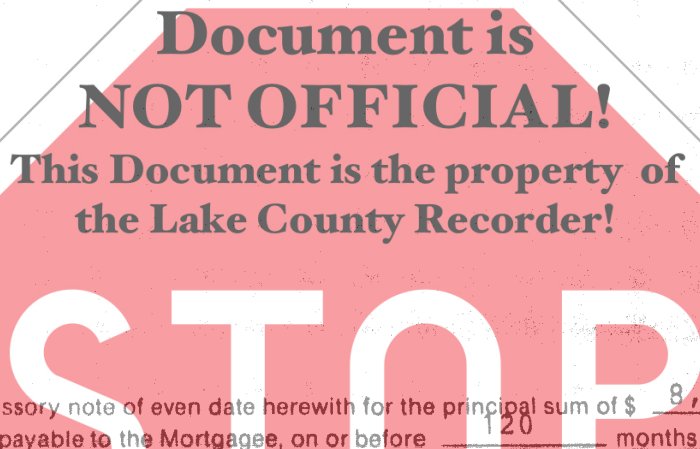 Document is
NOT OFFICIAL!
This Document is the property of
the Lake County Recorder!
STOP
ssory note of even date herewith for the principal sum of $ 8,
payable to the Mortgagee, on or before 120 months